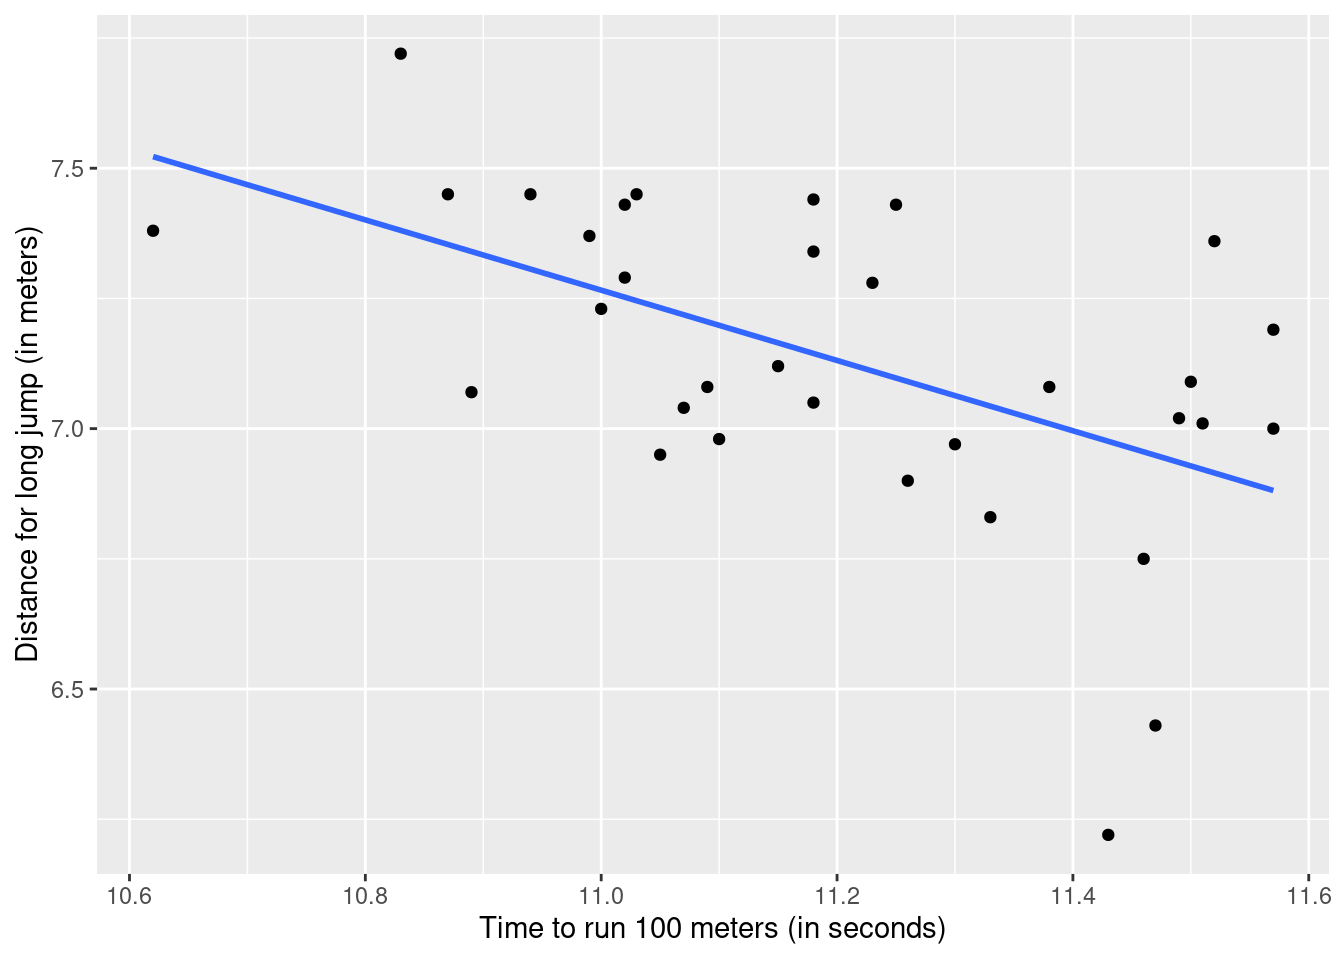 7.5
7.0
6.5
Distance for long jump (in meters)
10.6 10.8 11.0 11.2 11.4 11.6
Time to run 100 meters (in seconds)